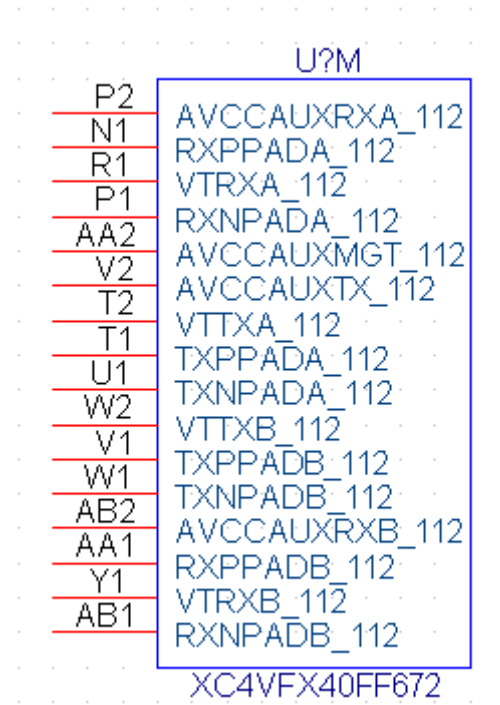 U?M
P2 AVCCAUXRXA_112
N1 RXPPADA_112
R1 VTRXA_112
P1 RXNPADA_112
AA2 AVCCAUXMGT_112
V2 AVCCAUXTX_112
T2 VTTXA_112
T1 TXPPADA_112
U1 TXNPADA_112
W2 VTTXB_112
V1 TXPPADB_112
W1 TXNPADB_112
AB2 AVCCAUXRXB_112
AA1 RXPPADB_112
Y1 VTRXB_112
AB1 RXNPADB_112
XC4VFX40FF672